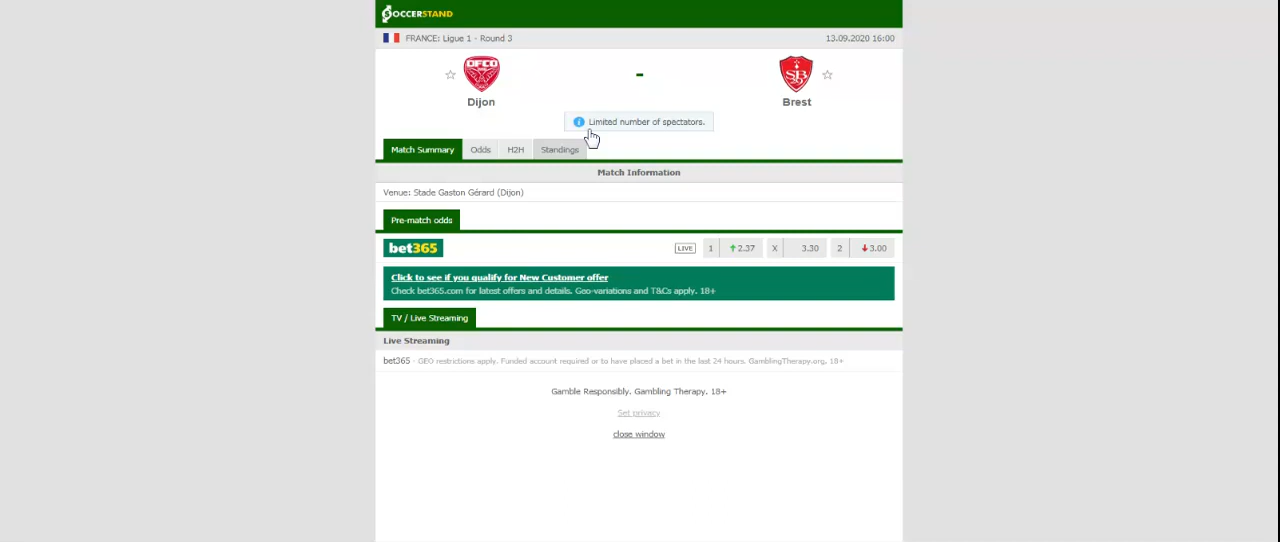 SOCCERSTAND
FRANCE: Ligue 1 - Round 3 13.09.2020 16:00
DFCO SB 29
Dijon Brest
Limited number of spectators.
Match Summary Odds H2H Standings
Match Information
Venue: Stade Gaston Gérard (Dijon)
Pre-match odds
bet365 LIVE 1 2.37 X 3.30 2 3.00
Click to see if you qualify for New Customer offer
Check bet365.com for latest offers and details. Geo-variations and T&Cs apply. 18+
TV / Live Streaming
Live Streaming
bet365 - GEO restrictions apply. Funded account required or to have placed a bet in the last 24 hours. GamblingTherapy.org, 18+
Gamble Responsibly. Gambling Therapy. 18+
Set privacy
close window